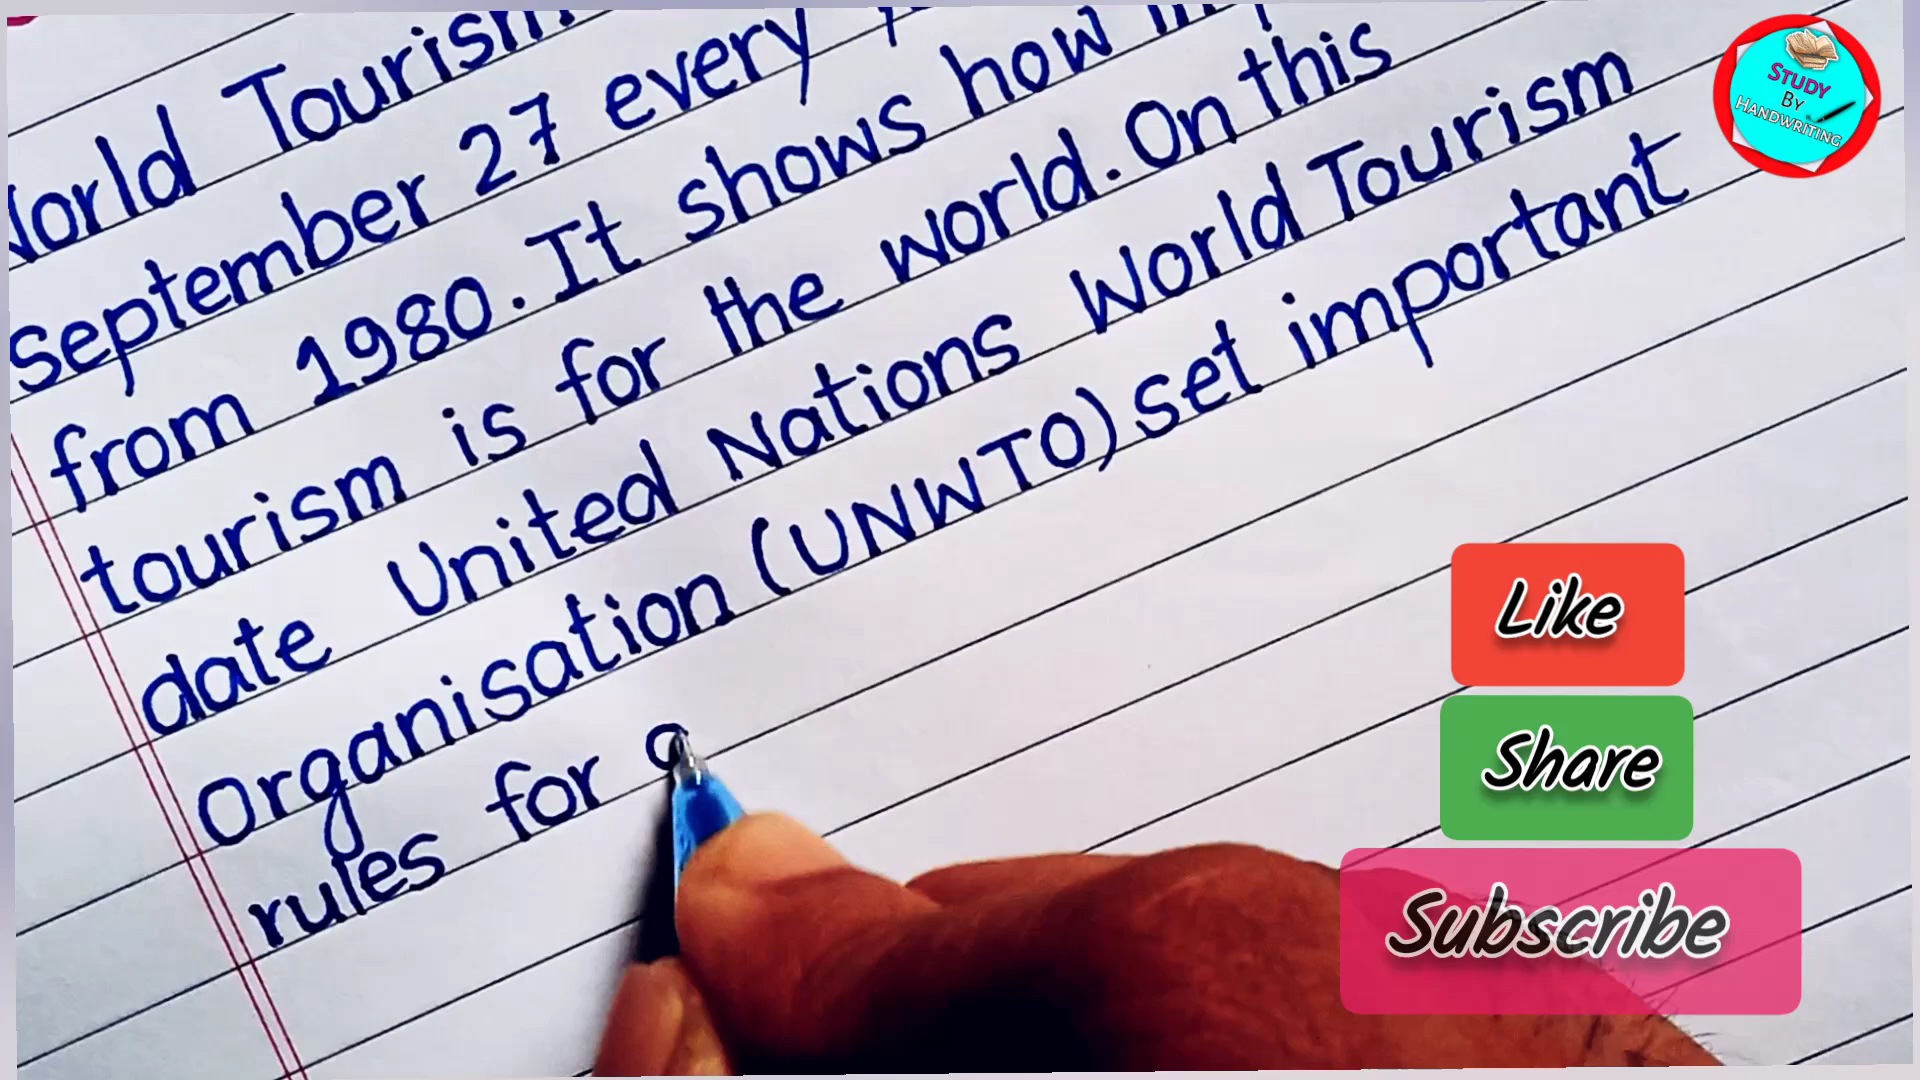 World Tourism
September 27 every
from 1980. It shows how
tourism is for the world. On this
date United Nations World Tourism
Organisation (UNWTO) set important
rules for
STUDY
By
HANDWRITING
Like
Share
Subscribe